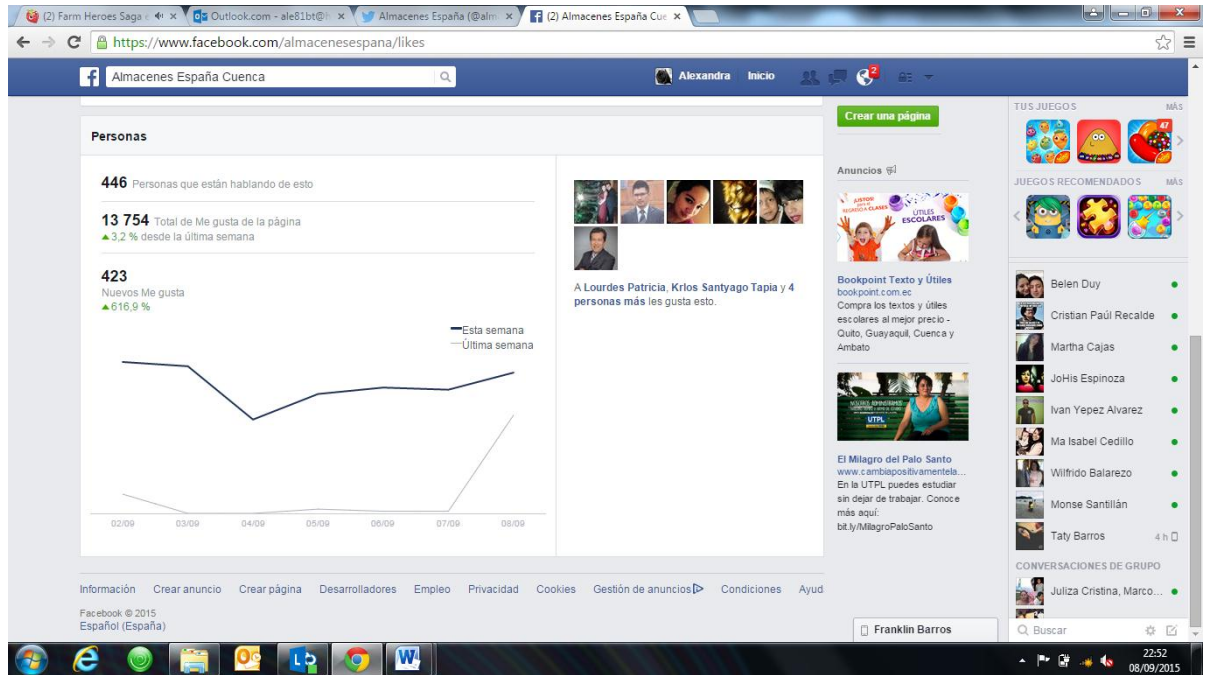 (2) Farm Heroes Saga e
Outlook.com - ale81bt@h
Almacenes España (@alm
(2) Almacenes España Cue
https://www.facebook.com/almacenesespana/likes
Almacenes España Cuenca
Alexandra Inicio
2
Personas
446 Personas que están hablando de esto
13 754 Total de Me gusta de la página
▲3,2 % desde la última semana
423
Nuevos Me gusta
▲616,9 %
Esta semana
Última semana
02/09 03/09 04/09 05/09 06/09 07/09 08/09
A Lourdes Patricia, Krlos Santyago Tapia y 4
personas más les gusta esto.
Crear una página
Anuncios
ÚTILES
ESCOLARES
Bookpoint Texto y Útiles
bookpoint.com.ec
Compra los textos y útiles
escolares al mejor precio -
Quito, Guayaquil, Cuenca y
Ambato
UTPL
El Milagro del Palo Santo
www.cambiapositivamentela...
En la UTPL puedes estudiar
sin dejar de trabajar. Conoce
más aquí:
bit.ly/MilagroPaloSanto
TUS JUEGOS MÁS
47
JUEGOS RECOMENDADOS MÁS
Belen Duy
Cristian Paúl Recalde
Martha Cajas
JoHis Espinoza
Ivan Yepez Alvarez
Ma Isabel Cedillo
Wilfrido Balarezo
Monse Santillán
Taty Barros 4 h
CONVERSACIONES DE GRUPO
Juliza Cristina, Marco...
Buscar
Información Crear anuncio Crear página Desarrolladores Empleo Privacidad Cookies Gestión de anuncios Condiciones Ayud
Facebook © 2015
Español (España)
Franklin Barros
22:52
08/09/2015